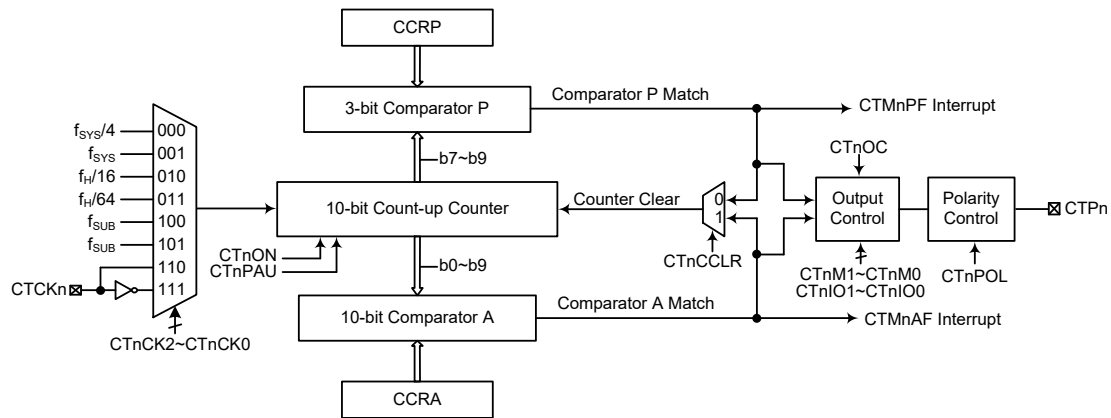 CCRP
3-bit Comparator P
Comparator P Match
CTMnPF Interrupt
fSYS/4
000
fSYS
001
fH/16
010
fH/64
011
fSUB
100
fSUB
101
110
CTCKn
111
CTnCK2~CTnCK0
b7~b9
10-bit Count-up Counter
Counter Clear
CTnON
CTnPAU
0
1
CTnCCLR
CTnOC
Output
Control
CTnM1~CTnM0
CTnIO1~CTnIO0
Polarity
Control
CTnPOL
CTPn
b0~b9
10-bit Comparator A
Comparator A Match
CTMnAF Interrupt
CCRA